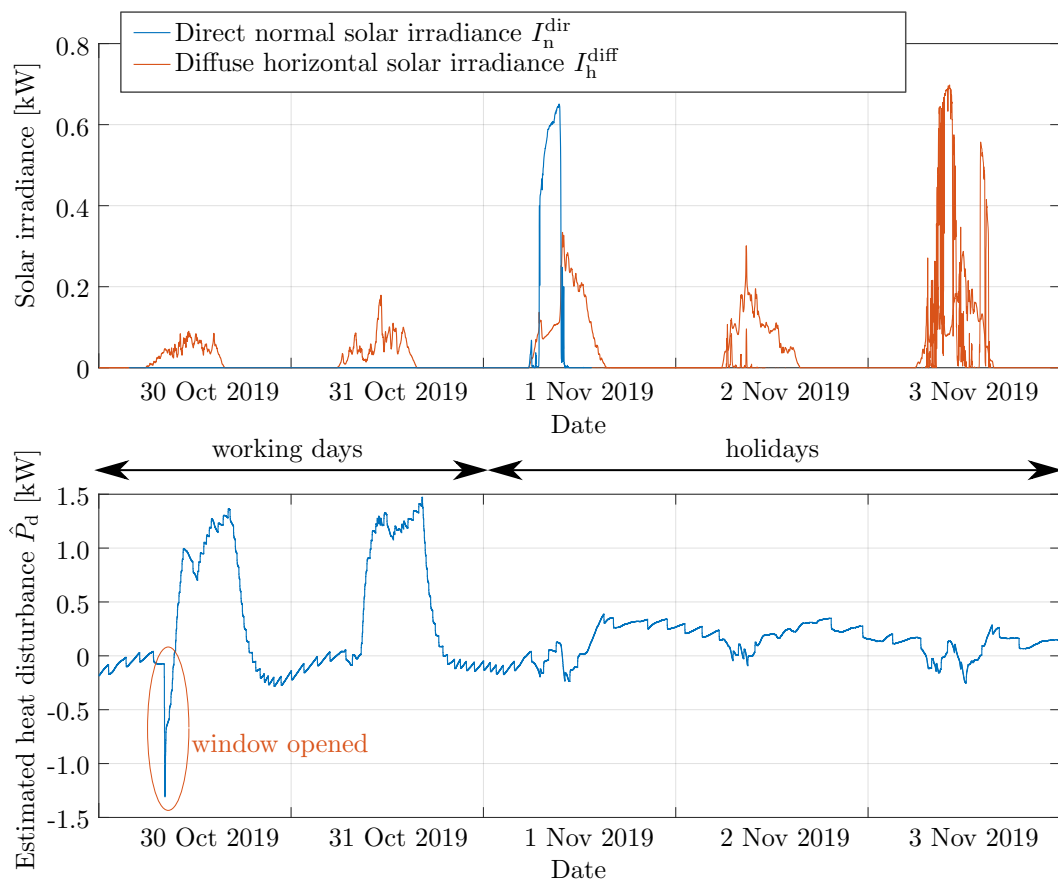 Direct normal solar irradiance I_n^dir
Diffuse horizontal solar irradiance I_h^diff
Solar irradiance [kW]
0.8
0.6
0.4
0.2
0
30 Oct 2019 31 Oct 2019 1 Nov 2019 2 Nov 2019 3 Nov 2019
Date
working days holidays
Estimated heat disturbance P̂_d [kW]
1.5
1.0
0.5
0
-0.5
-1.0
-1.5
window opened
30 Oct 2019 31 Oct 2019 1 Nov 2019 2 Nov 2019 3 Nov 2019
Date